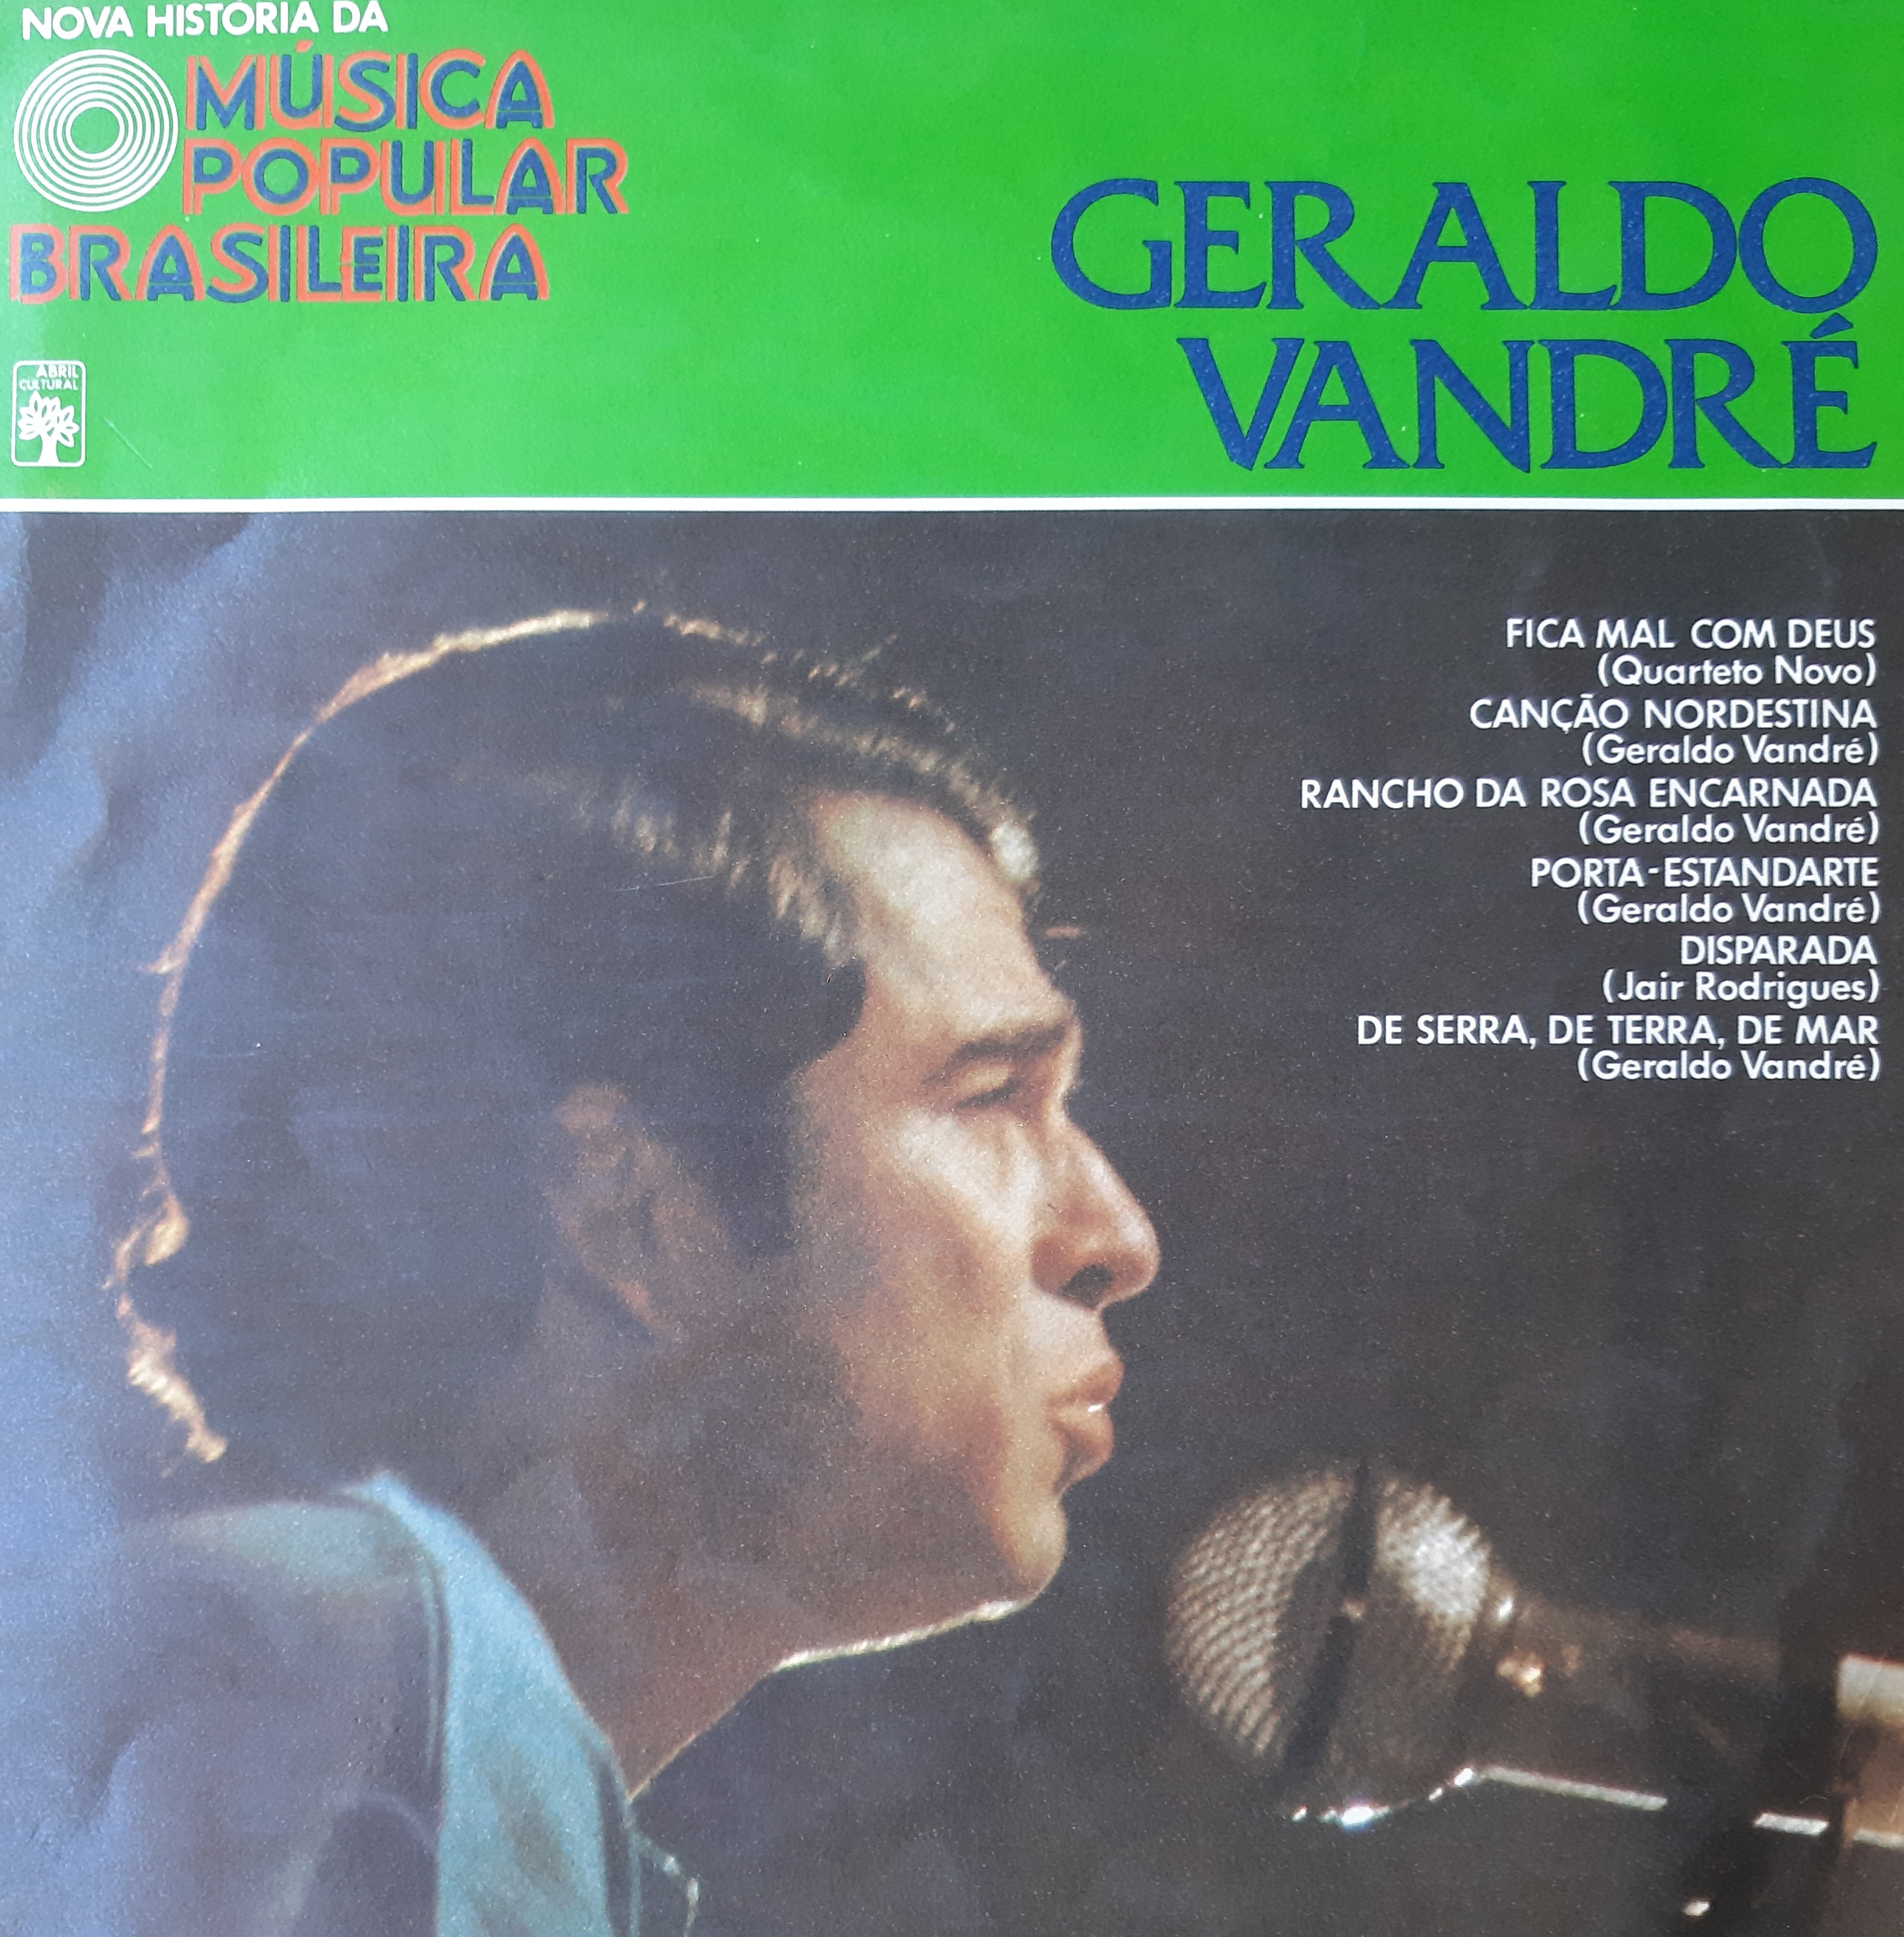 NOVA HISTÓRIA DA
MÚSICA
POPULAR
BRASILEIRA
ABRIL
CULTURAL
GERALDO
VANDRÉ
FICA MAL COM DEUS
(Quarteto Novo)
CANÇÃO NORDESTINA
(Geraldo Vandré)
RANCHO DA ROSA ENCARNADA
(Geraldo Vandré)
PORTA-ESTANDARTE
(Geraldo Vandré)
DISPARADA
(Jair Rodrigues)
DE SERRA, DE TERRA, DE MAR
(Geraldo Vandré)